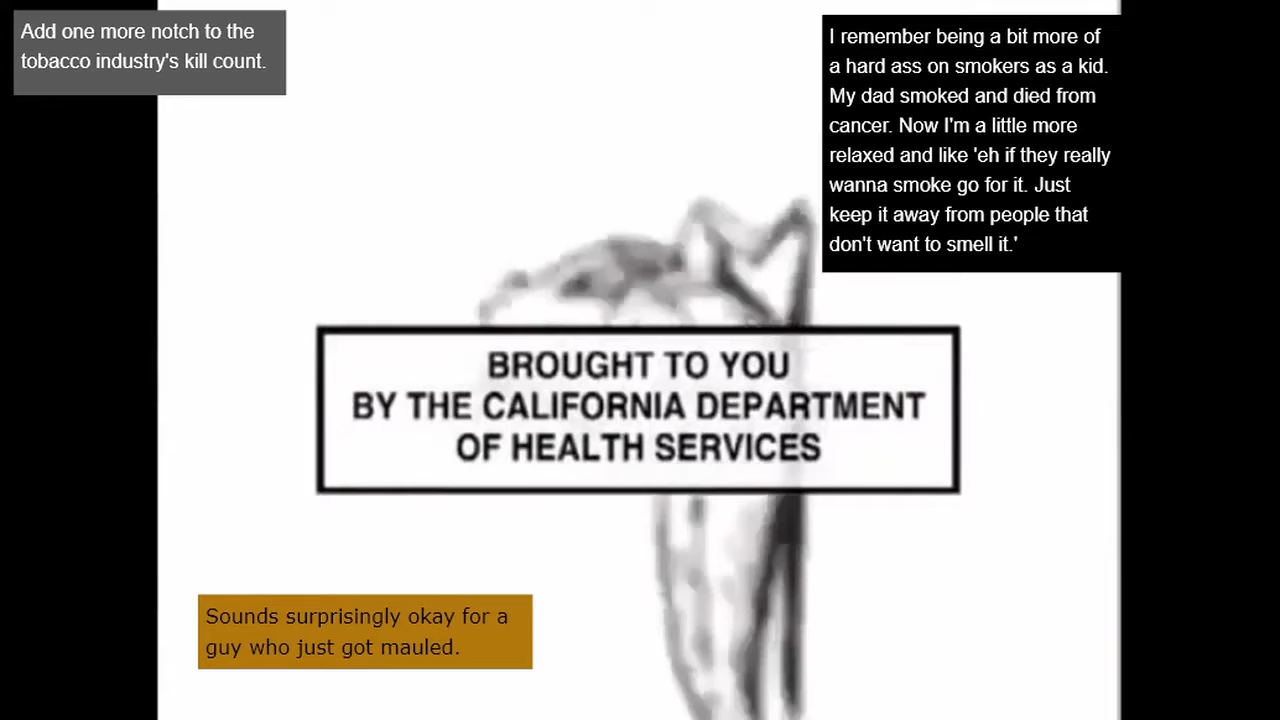 Add one more notch to the
tobacco industry's kill count.
I remember being a bit more of
a hard ass on smokers as a kid.
My dad smoked and died from
cancer. Now I'm a little more
relaxed and like 'eh if they really
wanna smoke go for it. Just
keep it away from people that
don't want to smell it.'
BROUGHT TO YOU
BY THE CALIFORNIA DEPARTMENT
OF HEALTH SERVICES
Sounds surprisingly okay for a
guy who just got mauled.